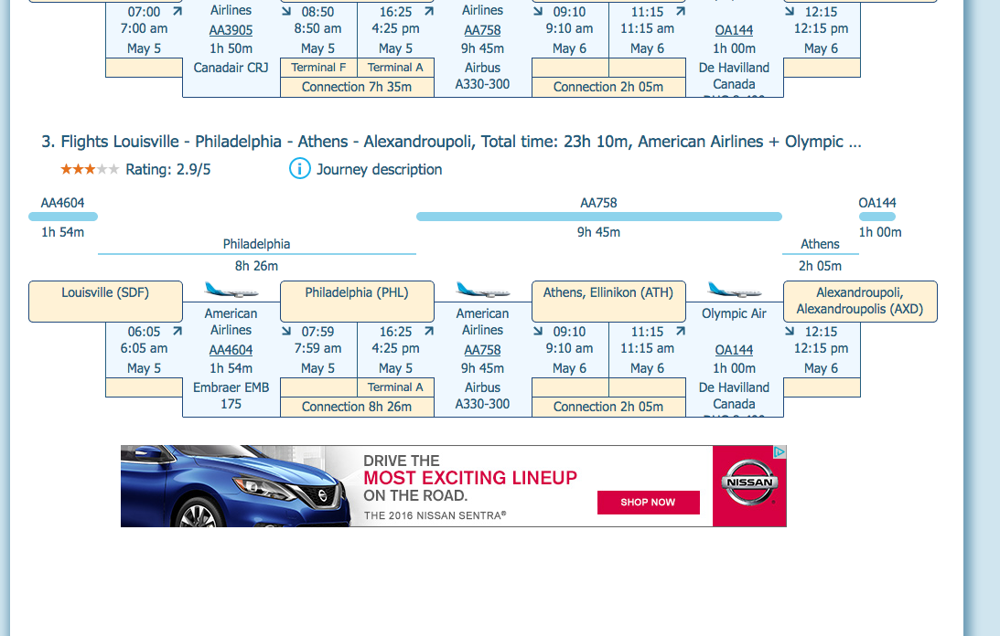 07:00
7:00 am
May 5
Airlines
AA3905
1h 50m
Canadair CRJ
08:50
8:50 am
May 5
Terminal F
16:25
4:25 pm
May 5
Terminal A
Connection 7h 35m
Airlines
AA758
9h 45m
Airbus
A330-300
09:10
9:10 am
May 6
11:15
11:15 am
May 6
Connection 2h 05m
OA144
1h 00m
De Havilland
Canada
12:15
12:15 pm
May 6
3. Flights Louisville - Philadelphia - Athens - Alexandroupoli, Total time: 23h 10m, American Airlines + Olympic ...
Rating: 2.9/5
i Journey description
AA4604
AA758
OA144
1h 54m
9h 45m
1h 00m
Philadelphia
Athens
8h 26m
2h 05m
Louisville (SDF)
06:05
6:05 am
May 5
American
Airlines
AA4604
1h 54m
Embraer EMB
175
Philadelphia (PHL)
07:59
7:59 am
May 5
16:25
4:25 pm
May 5
Terminal A
Connection 8h 26m
American
Airlines
AA758
9h 45m
Airbus
A330-300
Athens, Ellinikon (ATH)
09:10
9:10 am
May 6
11:15
11:15 am
May 6
Connection 2h 05m
Olympic Air
OA144
1h 00m
De Havilland
Canada
Alexandroupoli,
Alexandroupolis (AXD)
12:15
12:15 pm
May 6
DRIVE THE
MOST EXCITING LINEUP
ON THE ROAD.
THE 2016 NISSAN SENTRA®
SHOP NOW
NISSAN